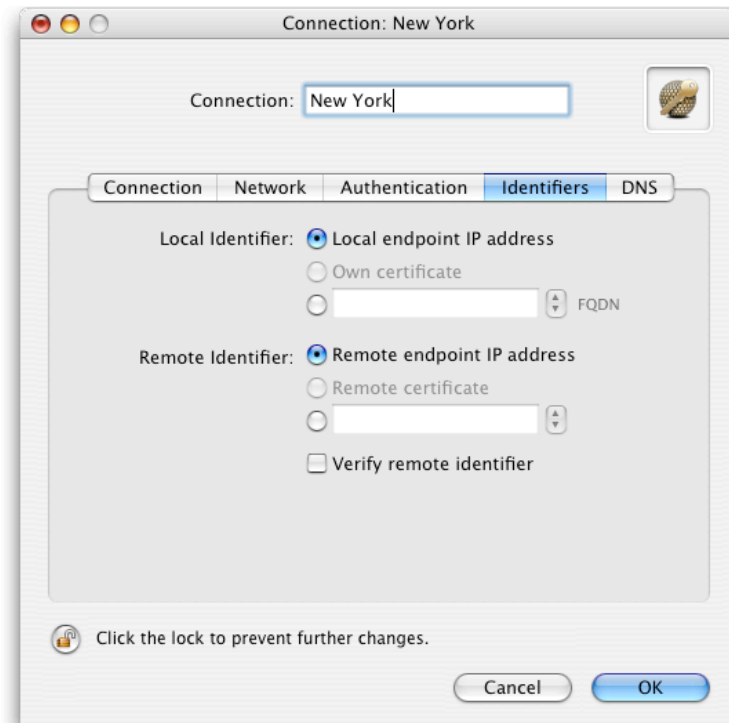 Connection: New York
Connection: New York
Connection Network Authentication Identifiers DNS
Local Identifier: Local endpoint IP address
Own certificate
FQDN
Remote Identifier: Remote endpoint IP address
Remote certificate
Verify remote identifier
Click the lock to prevent further changes.
Cancel OK